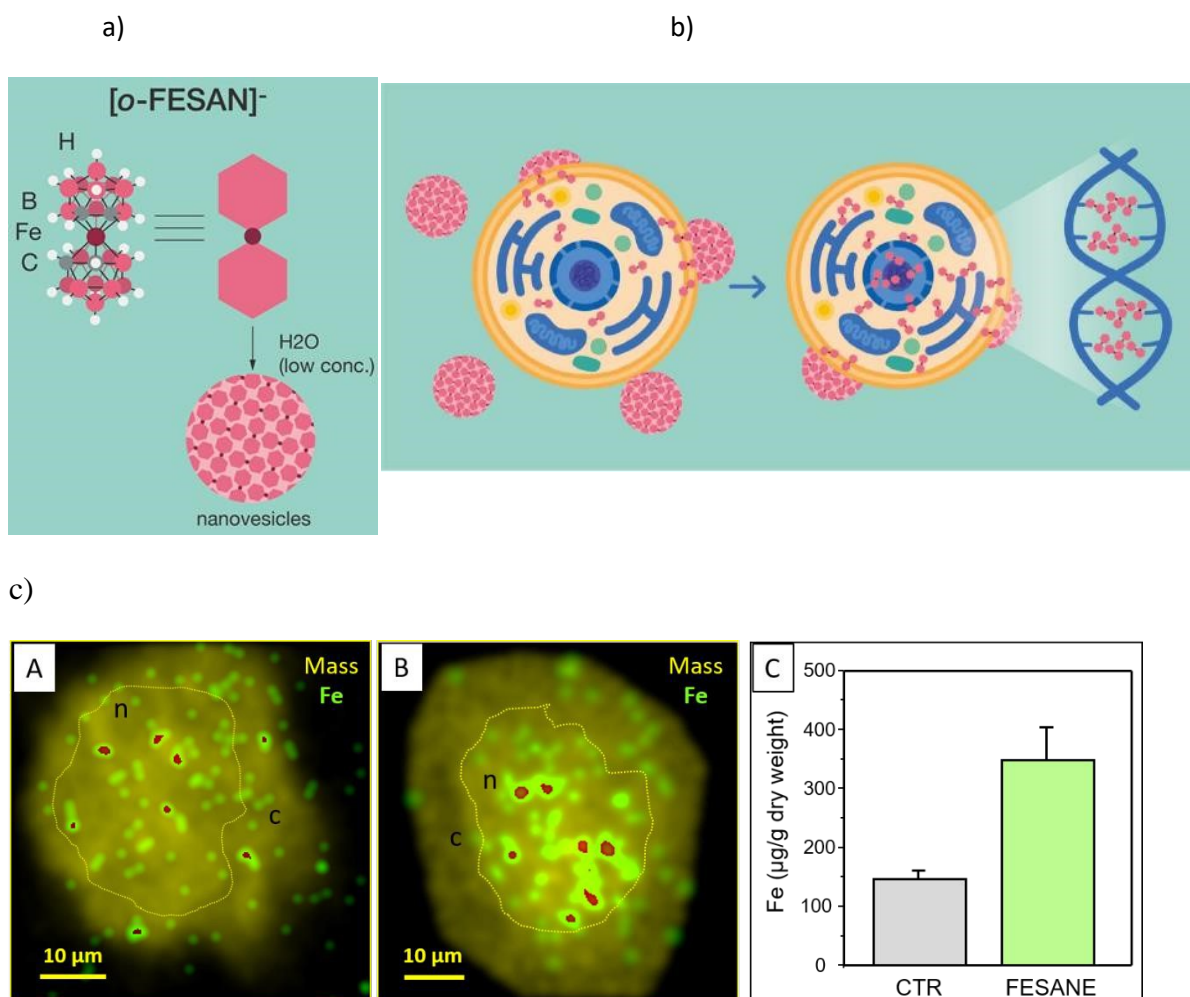 a)
b)
[o-FESAN]-
H
B
Fe
C
H2O
(low conc.)
nanovesicles
c)
A
Mass
Fe
n
c
10 µm
B
Mass
Fe
n
c
10 µm
C
Fe (µg/g dry weight)
500
400
300
200
100
0
CTR
FESANE